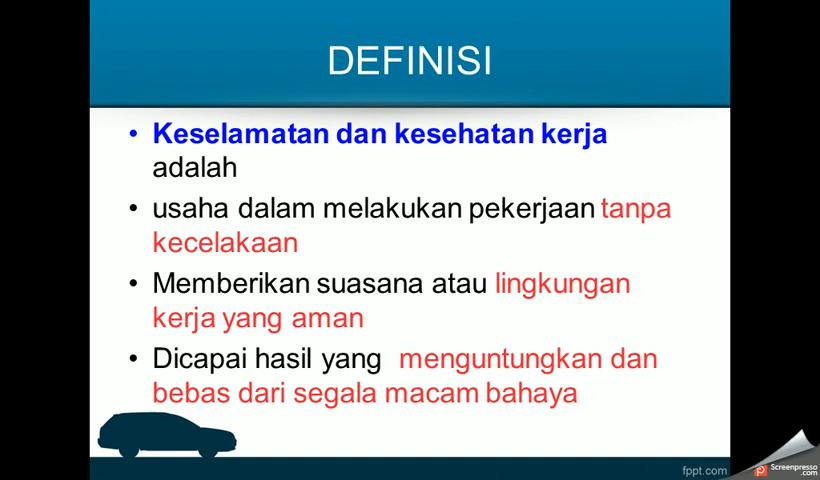 DEFINISI
• Keselamatan dan kesehatan kerja
adalah
• usaha dalam melakukan pekerjaan tanpa
kecelakaan
• Memberikan suasana atau lingkungan
kerja yang aman
• Dicapai hasil yang menguntungkan dan
bebas dari segala macam bahaya
fppt.com
Screenpresso
.com